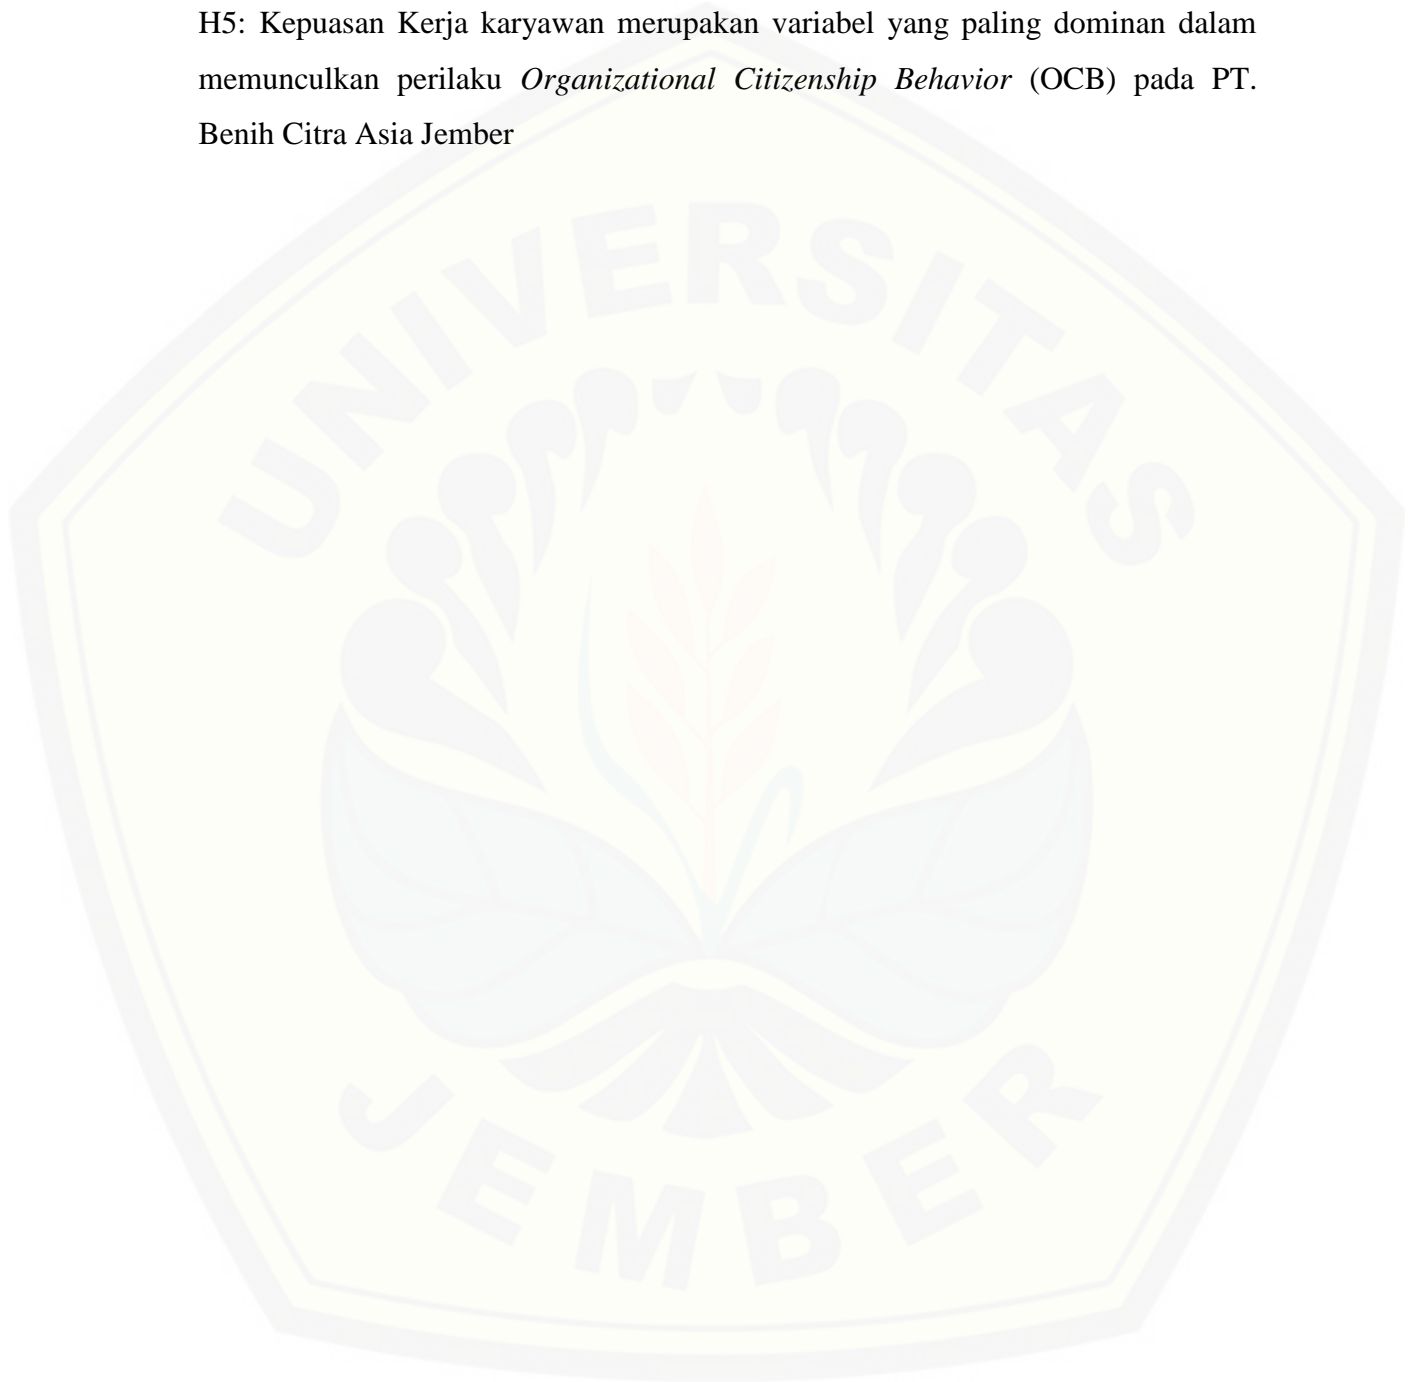 H5: Kepuasan Kerja karyawan merupakan variabel yang paling dominan dalam
memunculkan perilaku Organizational Citizenship Behavior (OCB) pada PT.
Benih Citra Asia Jember
UNIVERSITAS
JEMBER